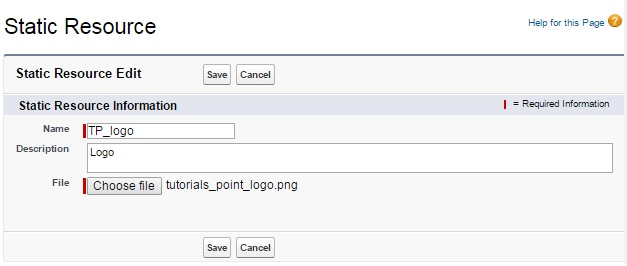 Static Resource
Help for this Page ?
Static Resource Edit Save Cancel
Static Resource Information = Required Information
Name TP_logo
Description Logo
File Choose file tutorials_point_logo.png
Save Cancel